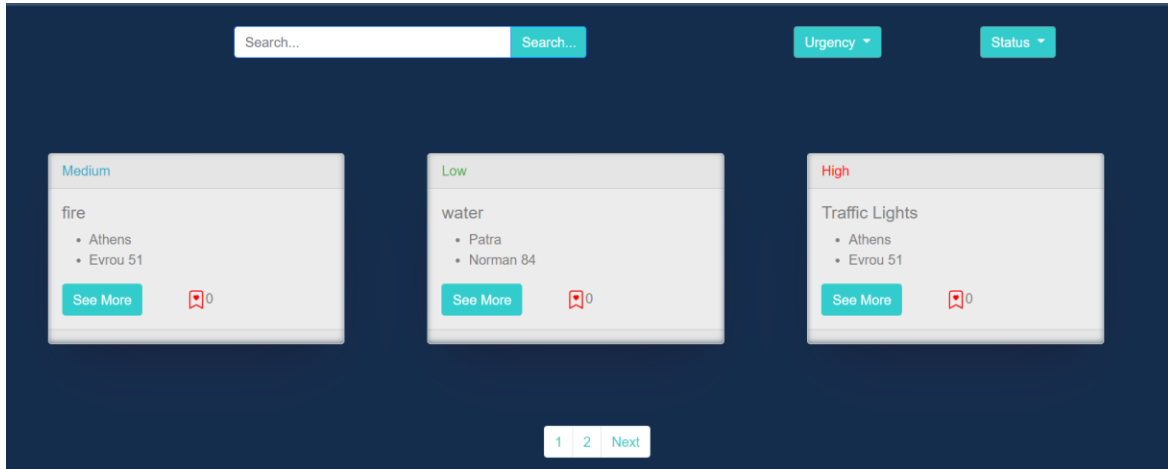 Search... Search... Urgency Status
Medium
fire
• Athens
• Evrou 51
See More 0
Low
water
• Patra
• Norman 84
See More 0
High
Traffic Lights
• Athens
• Evrou 51
See More 0
1 2 Next